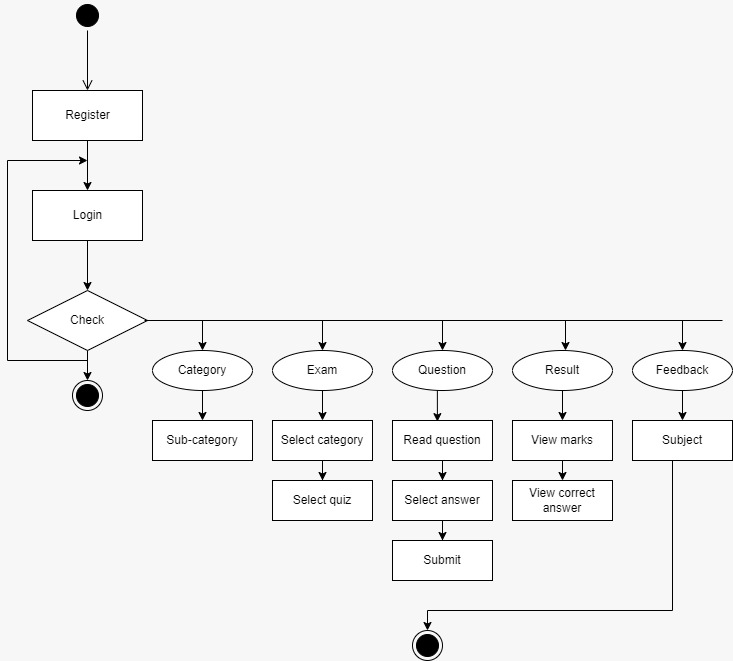 Register
Login
Check
Category
Exam
Question
Result
Feedback
Sub-category
Select category
Read question
View marks
Subject
Select quiz
Select answer
View correct
answer
Submit